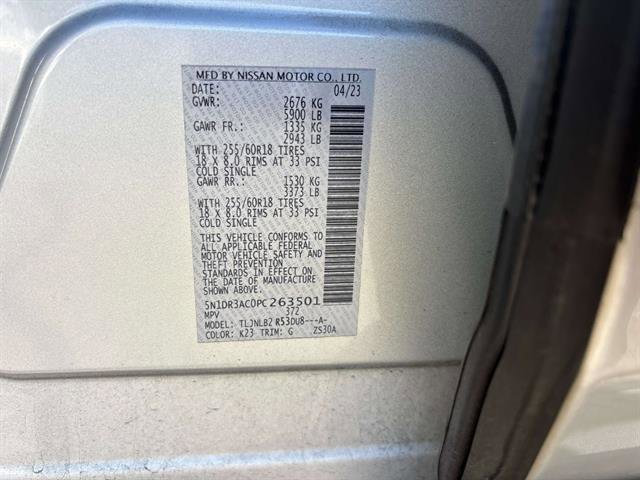 MFD BY NISSAN MOTOR CO., LTD.
DATE: 04/23
GVWR: 2676 KG
5900 LB
GAWR FR.: 1335 KG
2943 LB
WITH 255/60R18 TIRES
18 X 8.0 RIMS AT 33 PSI
COLD SINGLE
GAWR RR.: 1530 KG
3373 LB
WITH 255/60R18 TIRES
18 X 8.0 RIMS AT 33 PSI
COLD SINGLE
THIS VEHICLE CONFORMS TO
ALL APPLICABLE FEDERAL
MOTOR VEHICLE SAFETY
AND THEFT PREVENTION
STANDARDS IN EFFECT ON
THE DATE OF MANUFACTURE
SHOWN ABOVE.
5N1DR3AC0PC263501
MPV 372
MODEL: TLJNLB2 R53DU8---A-
COLOR: K23 TRIM: G ZS30A